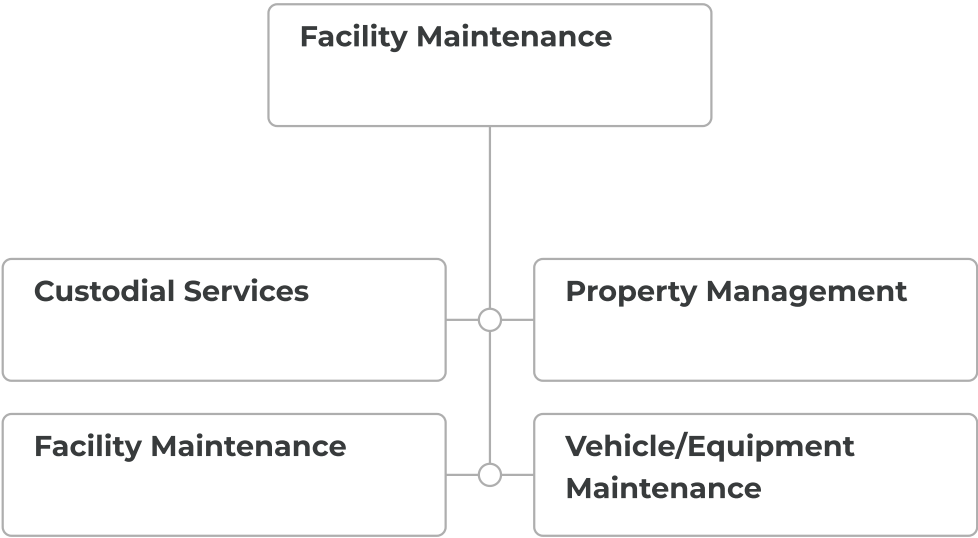 Facility Maintenance
Custodial Services
Property Management
Facility Maintenance
Vehicle/Equipment
Maintenance